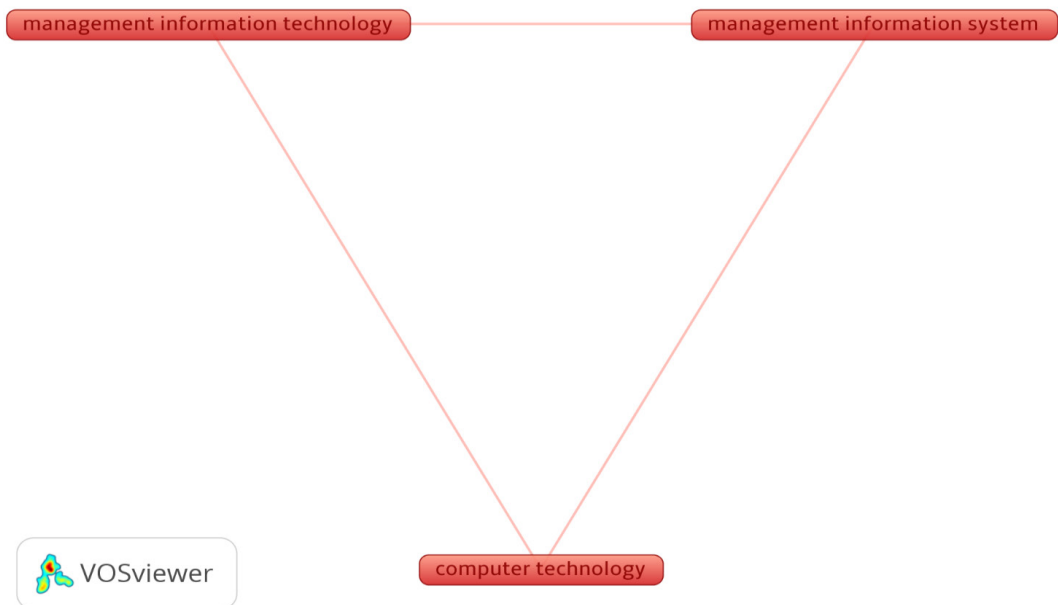 management information technology
management information system
computer technology
VOSviewer